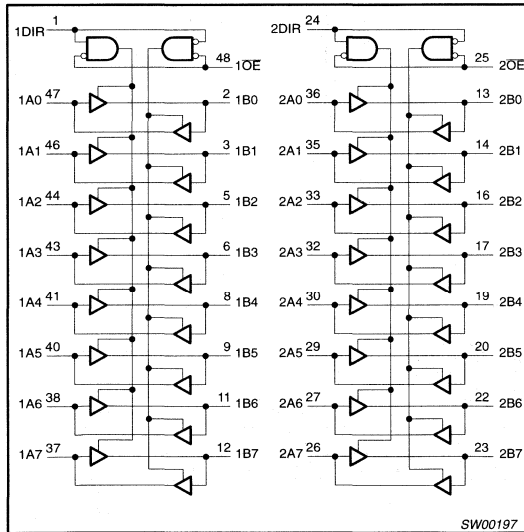 1DIR 1
48 1OE
1A0 47 2 1B0
1A1 46 3 1B1
1A2 44 5 1B2
1A3 43 6 1B3
1A4 41 8 1B4
1A5 40 9 1B5
1A6 38 11 1B6
1A7 37 12 1B7
2DIR 24
25 2OE
2A0 36 13 2B0
2A1 35 14 2B1
2A2 33 16 2B2
2A3 32 17 2B3
2A4 30 19 2B4
2A5 29 20 2B5
2A6 27 22 2B6
2A7 26 23 2B7
SW00197